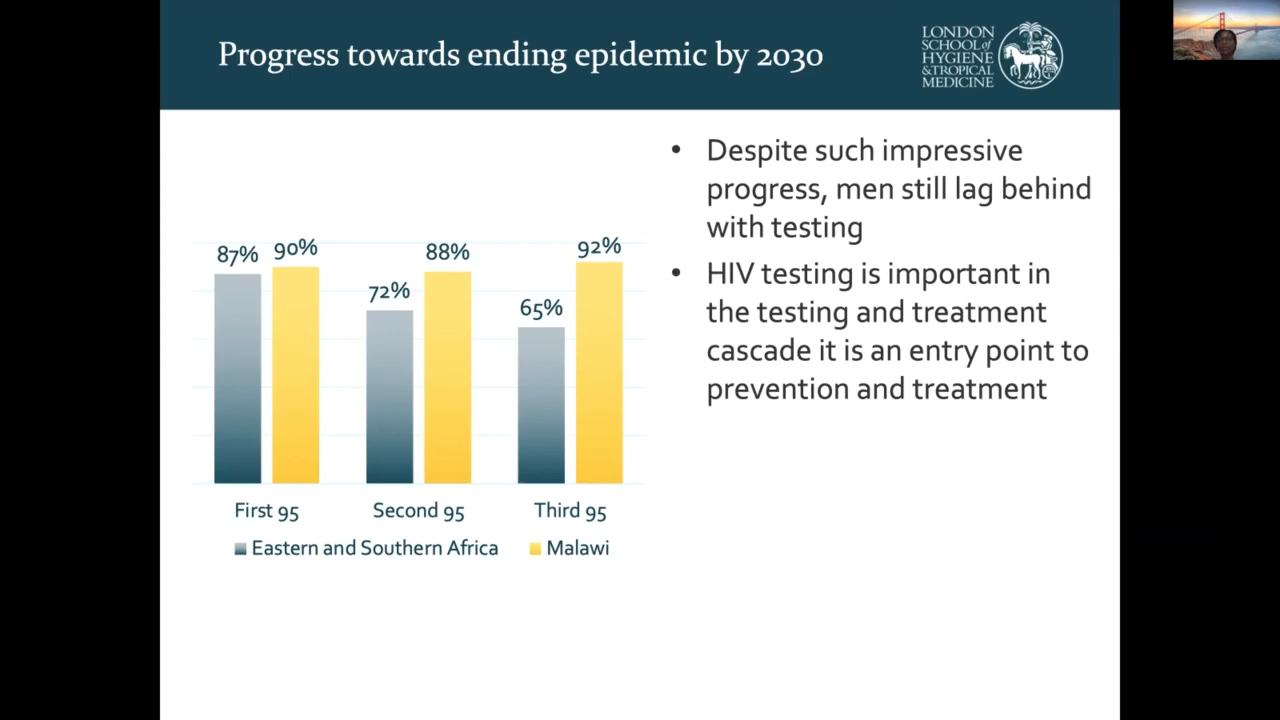 Progress towards ending epidemic by 2030
LONDON
SCHOOL of
HYGIENE
& TROPICAL
MEDICINE
• Despite such impressive
progress, men still lag behind
with testing
• HIV testing is important in
the testing and treatment
cascade it is an entry point to
prevention and treatment
87% 90%
72% 88%
65% 92%
First 95 Second 95 Third 95
Eastern and Southern Africa Malawi